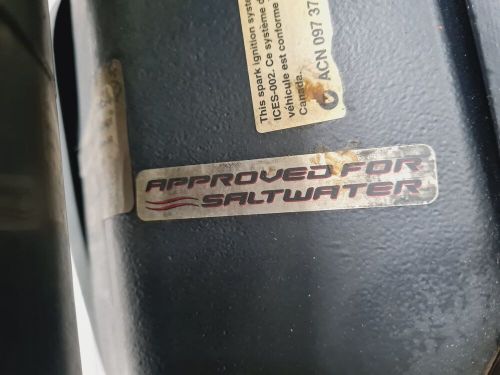 This spark ignition syste
ICES-002. Ce système d
véhicule est conforme
Canada.
ACN 097 37
APPROVED FOR
SALTWATER